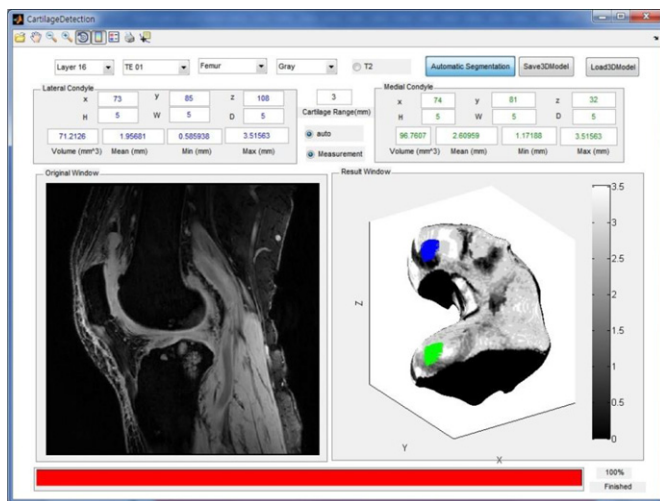 CartilageDetection
Layer 16 TE 01 Femur Gray T2 Automatic Segmentation Save3DModel Load3DModel
Lateral Condyle
x 73 y 85 z 108
H 5 W 5 D 5
71.2126 1.95681 0.585938 3.51563
Volume (mm^3) Mean (mm) Min (mm) Max (mm)
3
Cartilage Range(mm)
auto
Measurement
Medial Condyle
x 74 y 81 z 32
H 5 W 5 D 5
96.7607 2.60959 1.17188 3.51563
Volume (mm^3) Mean (mm) Min (mm) Max (mm)
Original Window
Result Window
Z
Y
X
3.5
3
2.5
2
1.5
1
0.5
0
100%
Finished